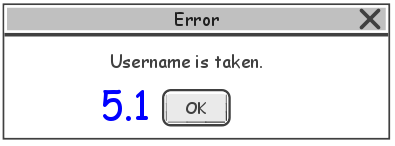 Error
Username is taken.
5.1 OK